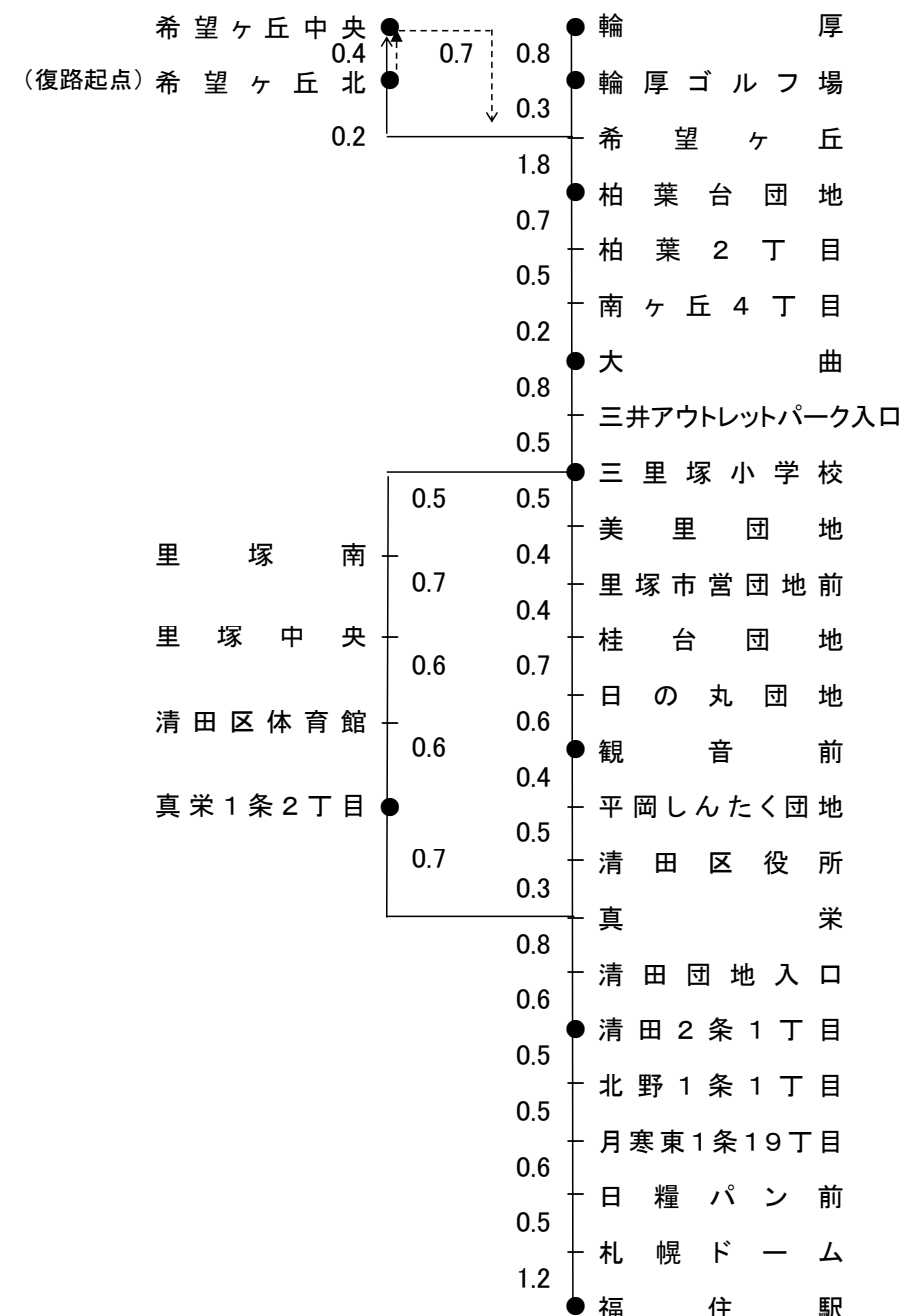 希望ヶ丘中央 輪厚
0.4 0.7 0.8
(復路起点) 希望ヶ丘北 輪厚ゴルフ場
0.3
0.2 希望ヶ丘
1.8
柏葉台団地
0.7
柏葉2丁目
0.5
南ヶ丘4丁目
0.2
大曲
0.8
三井アウトレットパーク入口
0.5
三里塚小学校
0.5 0.5
美里団地
里塚南 0.4
0.7 里塚市営団地前
0.4
里塚中央 桂台団地
0.6 0.7
日の丸団地
清田区体育館 0.6
0.6 観音前
0.4
真栄1条2丁目 平岡しんたく団地
0.5
0.7 清田区役所
0.3
真栄
0.8
清田団地入口
0.6
清田2条1丁目
0.5
北野1条1丁目
0.5
月寒東1条19丁目
0.6
日糧パン前
0.5
札幌ドーム
1.2
福住駅